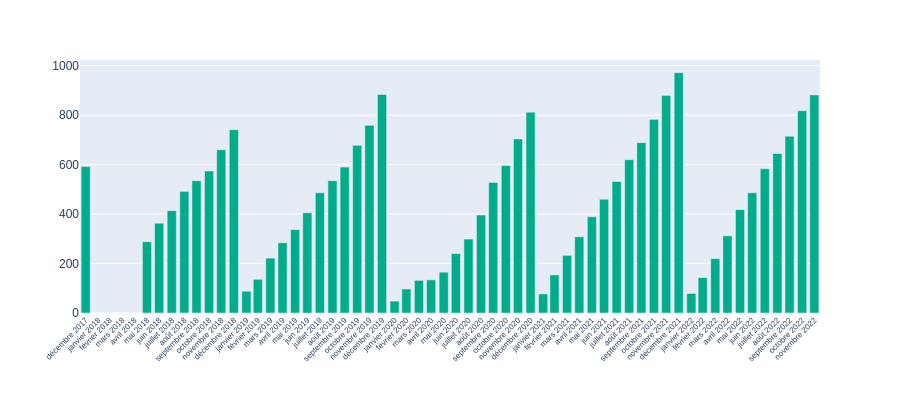 1000
800
600
400
200
0
décembre 2017
janvier 2018
février 2018
mars 2018
avril 2018
mai 2018
juin 2018
juillet 2018
août 2018
septembre 2018
octobre 2018
novembre 2018
décembre 2018
janvier 2019
février 2019
mars 2019
avril 2019
mai 2019
juin 2019
juillet 2019
août 2019
septembre 2019
octobre 2019
novembre 2019
décembre 2019
janvier 2020
février 2020
mars 2020
avril 2020
mai 2020
juin 2020
juillet 2020
août 2020
septembre 2020
octobre 2020
novembre 2020
décembre 2020
janvier 2021
février 2021
mars 2021
avril 2021
mai 2021
juin 2021
juillet 2021
août 2021
septembre 2021
octobre 2021
novembre 2021
décembre 2021
janvier 2022
février 2022
mars 2022
avril 2022
mai 2022
juin 2022
juillet 2022
août 2022
septembre 2022
octobre 2022
novembre 2022